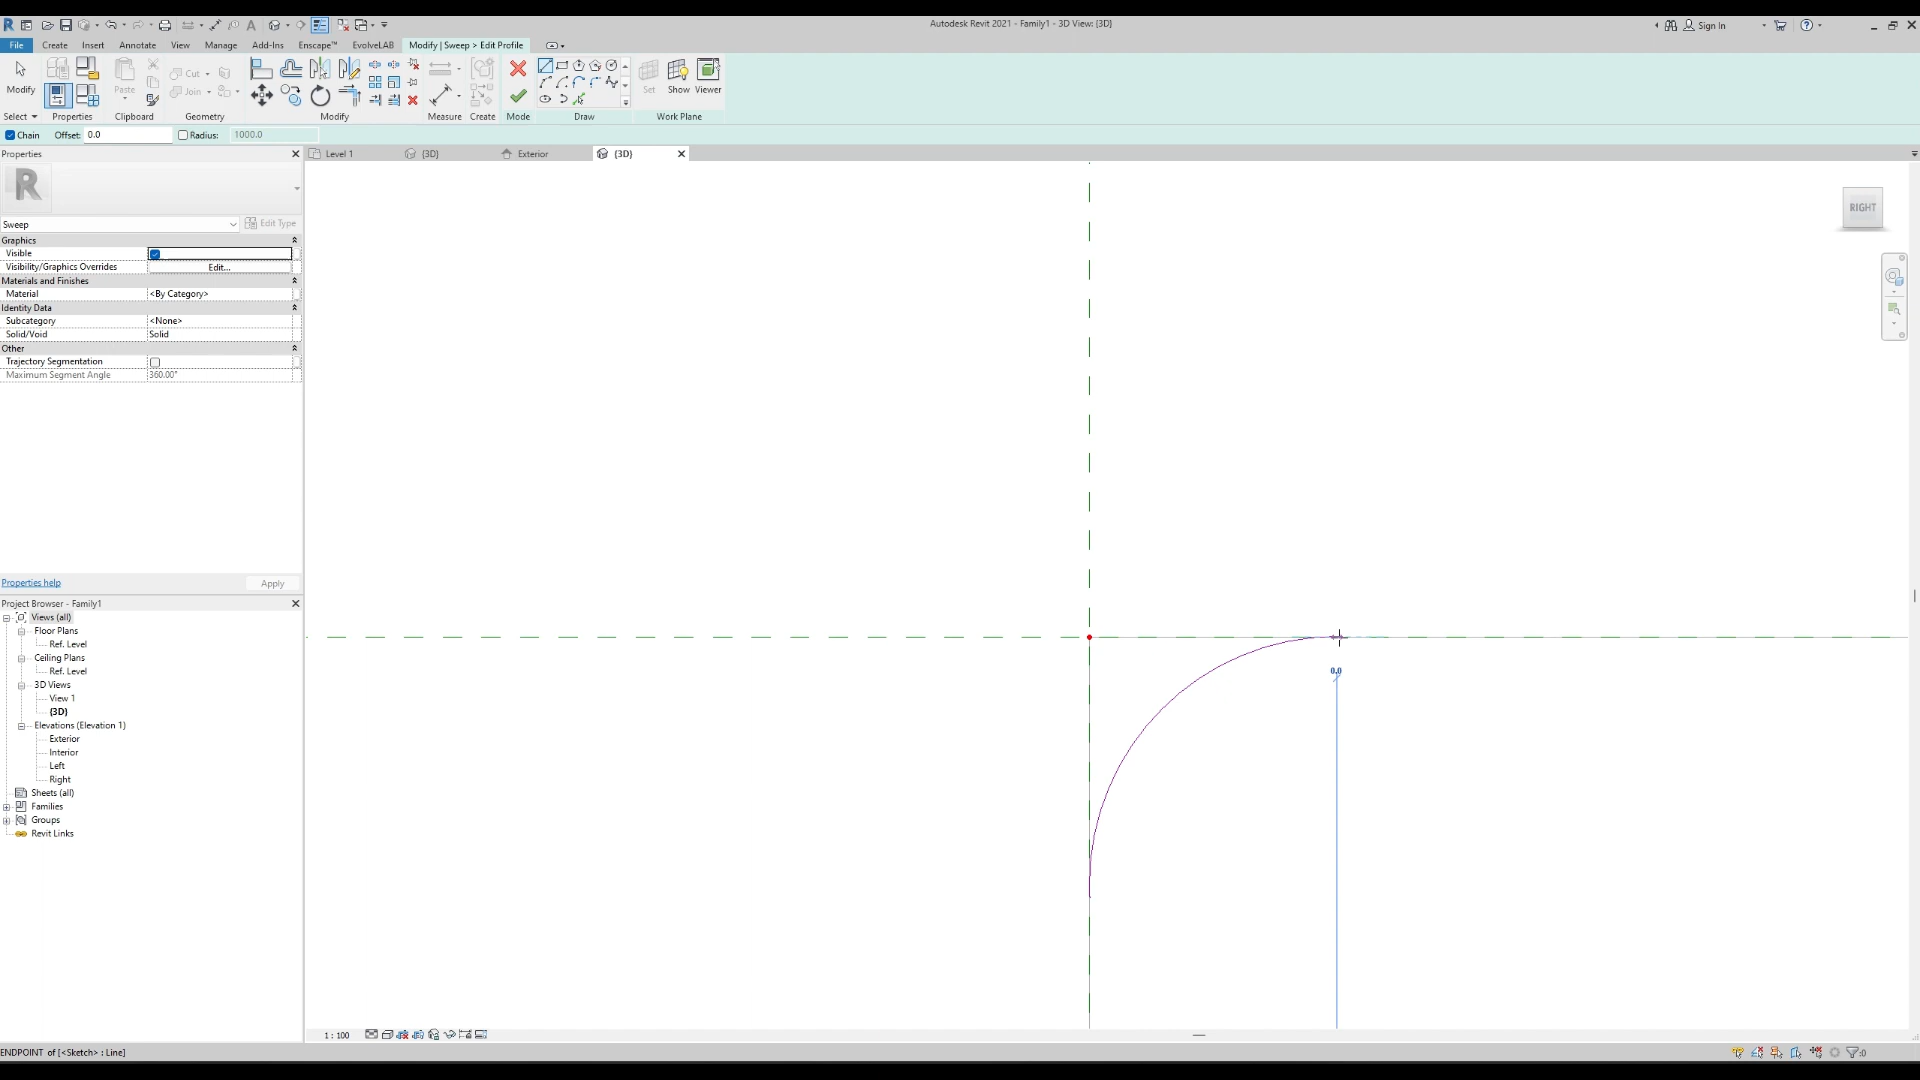 Autodesk Revit 2021 - Family1 - 3D View: {3D}
Sign In
File Create Insert Annotate View Manage Add-Ins Enscape™ EvolveLAB Modify | Sweep > Edit Profile
Cut
Join
Modify
Paste
Set Show Viewer
Select Properties Clipboard Geometry Modify Measure Create Mode Draw Work Plane
Chain Offset: 0.0 Radius: 1000.0
Properties
Level 1 {3D} Exterior {3D}
R
RIGHT
Sweep Edit Type
Graphics
Visible
Visibility/Graphics Overrides Edit...
Materials and Finishes
Material <By Category>
Identity Data
Subcategory <None>
Solid/Void Solid
Other
Trajectory Segmentation
Maximum Segment Angle 360.00°
0.0
Properties help Apply
Project Browser - Family1
Views (all)
Floor Plans
Ref. Level
Ceiling Plans
Ref. Level
3D Views
View 1
{3D}
Elevations (Elevation 1)
Exterior
Interior
Left
Right
Sheets (all)
Families
Groups
Revit Links
1 : 100
ENDPOINT of [<Sketch> : Line]
:0